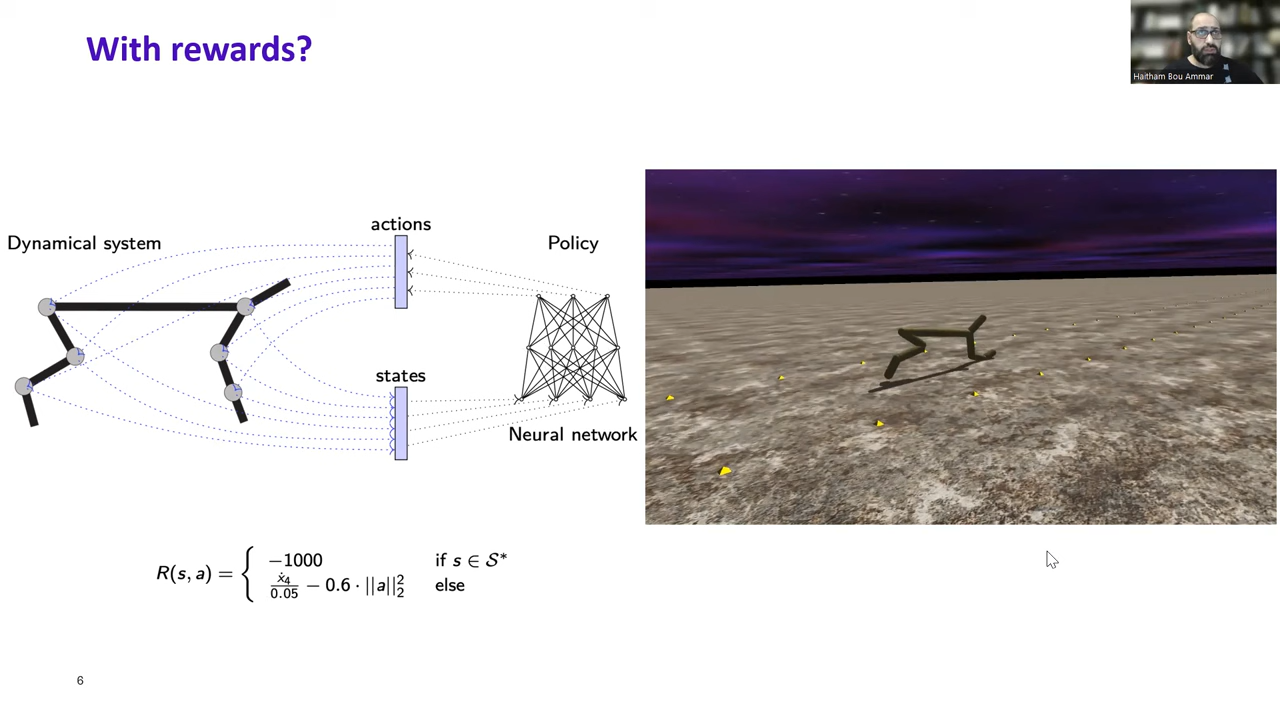 With rewards?
Haitham Bou Ammar
actions
Dynamical system
Policy
states
Neural network
R(s, a) = { −1000 if s ∈ S*
ẋ₄/0.05 − 0.6 · ||a||₂² else
6